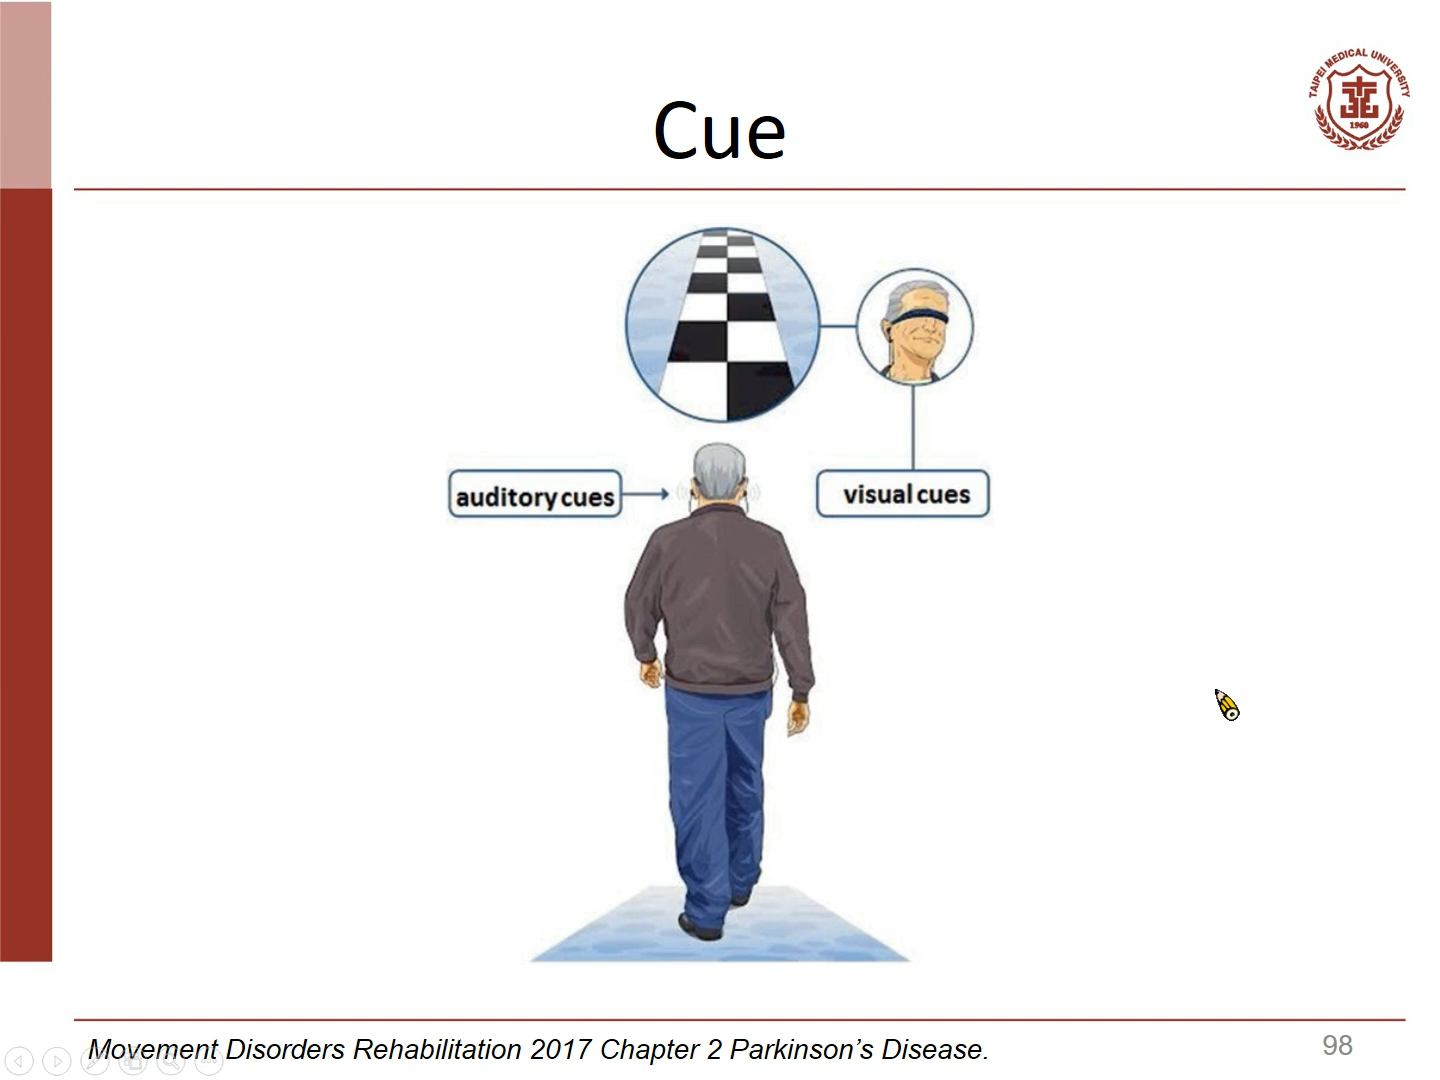 TAIPEI MEDICAL UNIVERSITY
1960
Cue
auditory cues
visual cues
Movement Disorders Rehabilitation 2017 Chapter 2 Parkinson’s Disease.
98